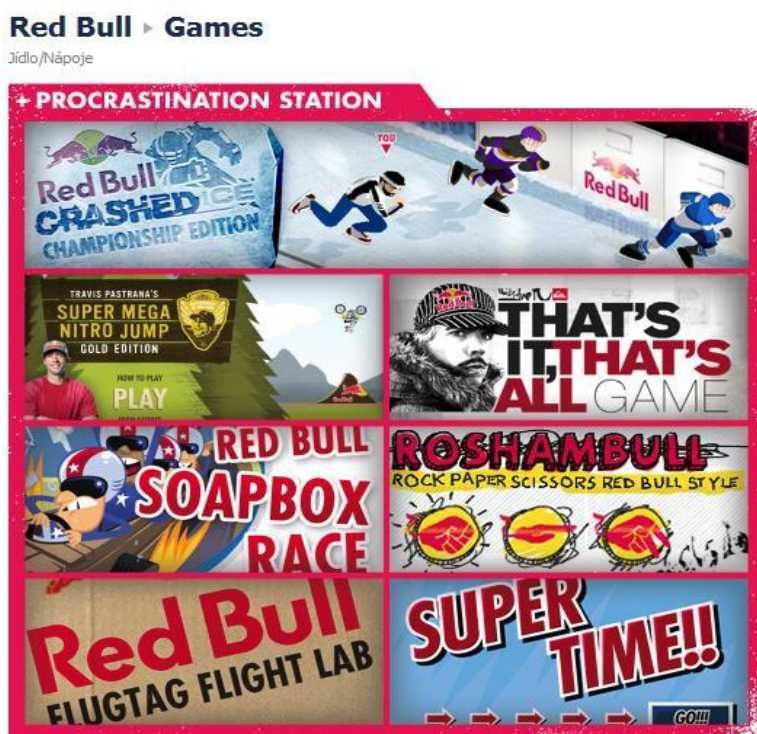 Red Bull ▸ Games
Jídlo/Nápoje
+ PROCRASTINATION STATION
Red Bull
CRASHED ICE
CHAMPIONSHIP EDITION
YOU
Red Bull
TRAVIS PASTRANA'S
SUPER MEGA
NITRO JUMP
GOLD EDITION
HOW TO PLAY
PLAY
Red Bull
THAT'S
IT, THAT'S
ALL GAME
RED BULL
SOAPBOX
RACE
ROSHAMBULL
ROCK PAPER SCISSORS RED BULL STYLE
Red Bull
FLUGTAG FLIGHT LAB
SUPER
TIME!!
GO!!!